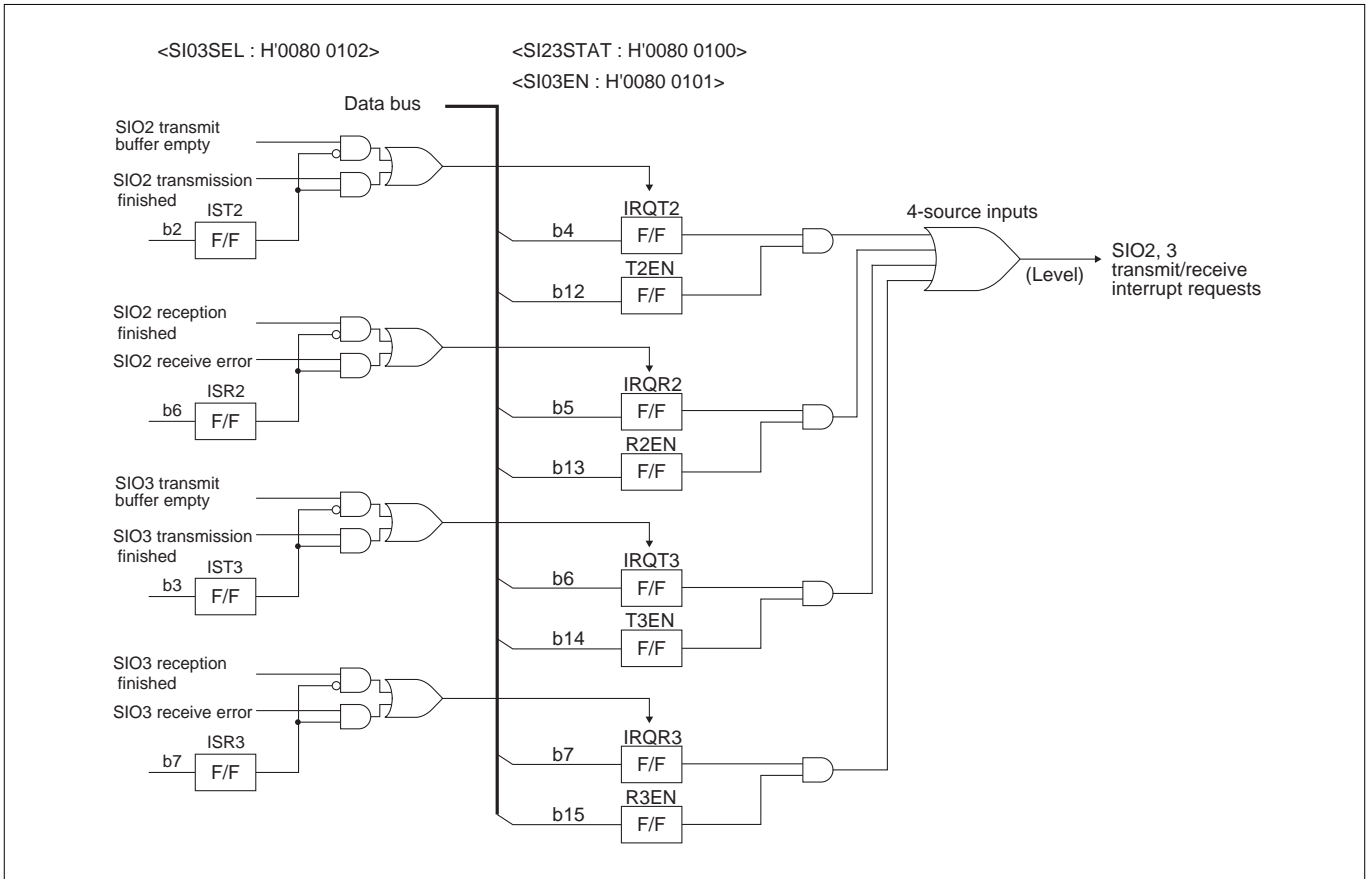 <SI03SEL : H'0080 0102>
<SI23STAT : H'0080 0100>
<SI03EN : H'0080 0101>
Data bus
SIO2 transmit
buffer empty
SIO2 transmission
finished
IST2
b2
F/F
IRQT2
b4
F/F
T2EN
b12
F/F
4-source inputs
(Level)
SIO2, 3
transmit/receive
interrupt requests
SIO2 reception
finished
SIO2 receive error
ISR2
b6
F/F
IRQR2
b5
F/F
R2EN
b13
F/F
SIO3 transmit
buffer empty
SIO3 transmission
finished
IST3
b3
F/F
IRQT3
b6
F/F
T3EN
b14
F/F
SIO3 reception
finished
SIO3 receive error
ISR3
b7
F/F
IRQR3
b7
F/F
R3EN
b15
F/F